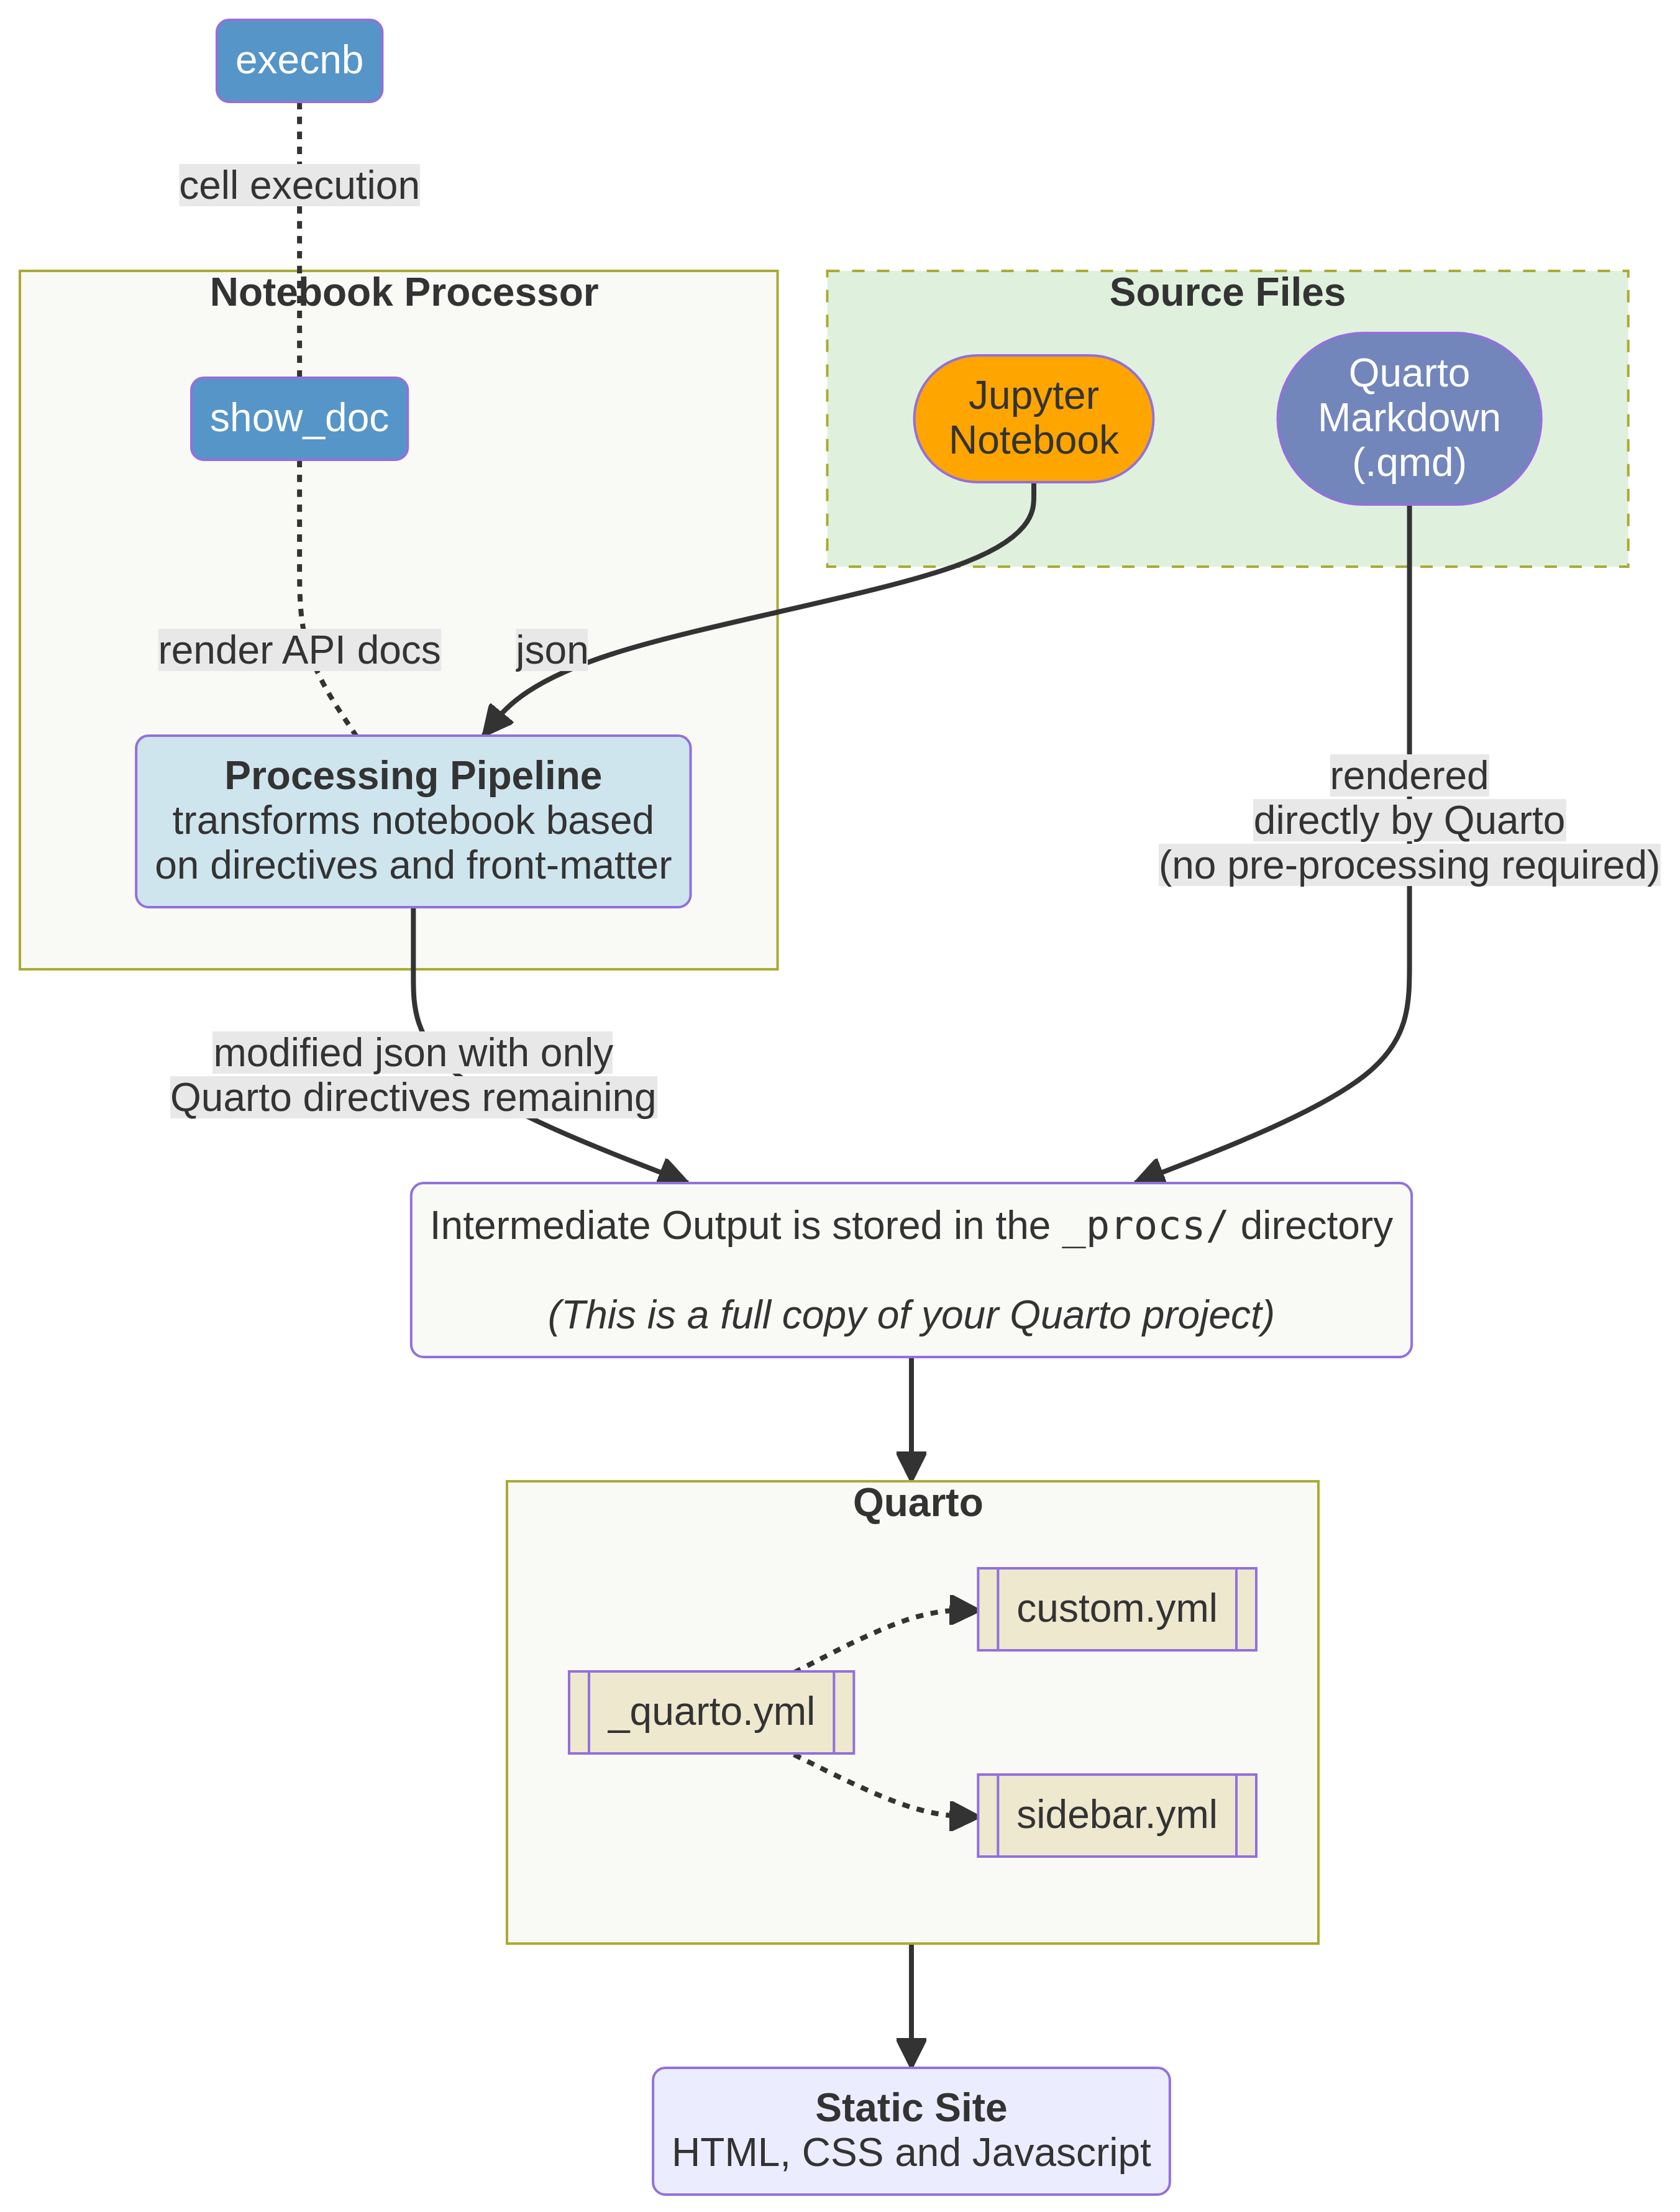 execnb
cell execution
Notebook Processor
Source Files
show_doc
Jupyter
Notebook
Quarto
Markdown
(.qmd)
render API docs
json
Processing Pipeline
transforms notebook based
on directives and front-matter
rendered
directly by Quarto
(no pre-processing required)
modified json with only
Quarto directives remaining
Intermediate Output is stored in the _procs/ directory
(This is a full copy of your Quarto project)
Quarto
custom.yml
_quarto.yml
sidebar.yml
Static Site
HTML, CSS and Javascript